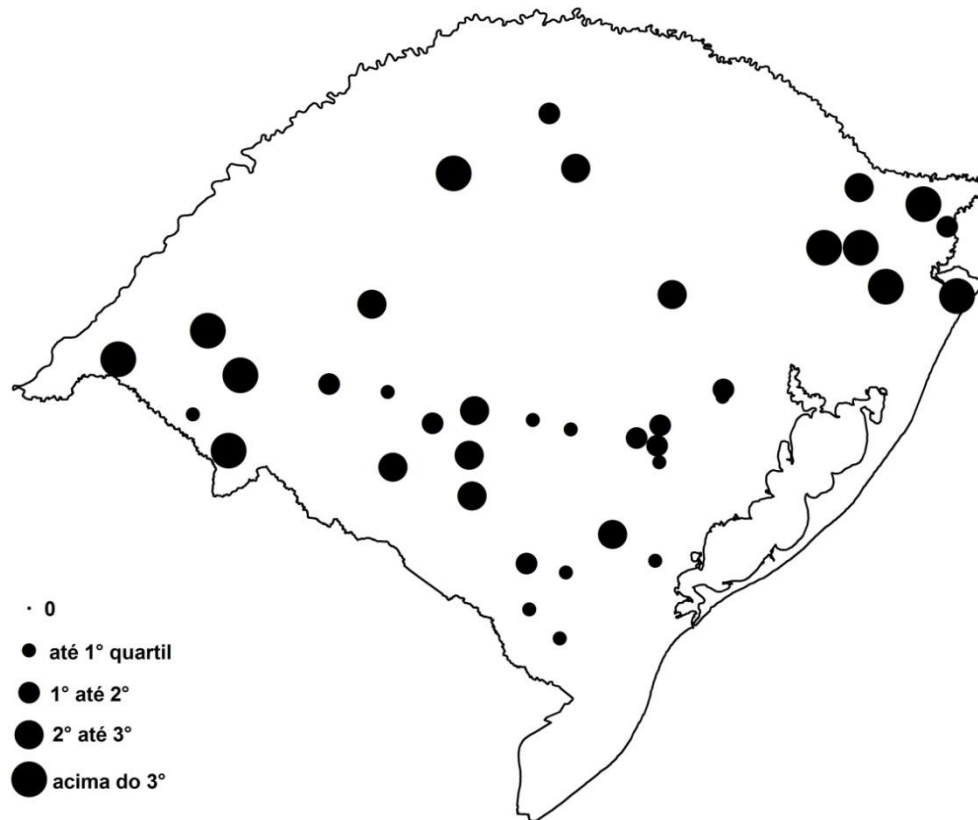 0
até 1° quartil
1° até 2°
2° até 3°
acima do 3°